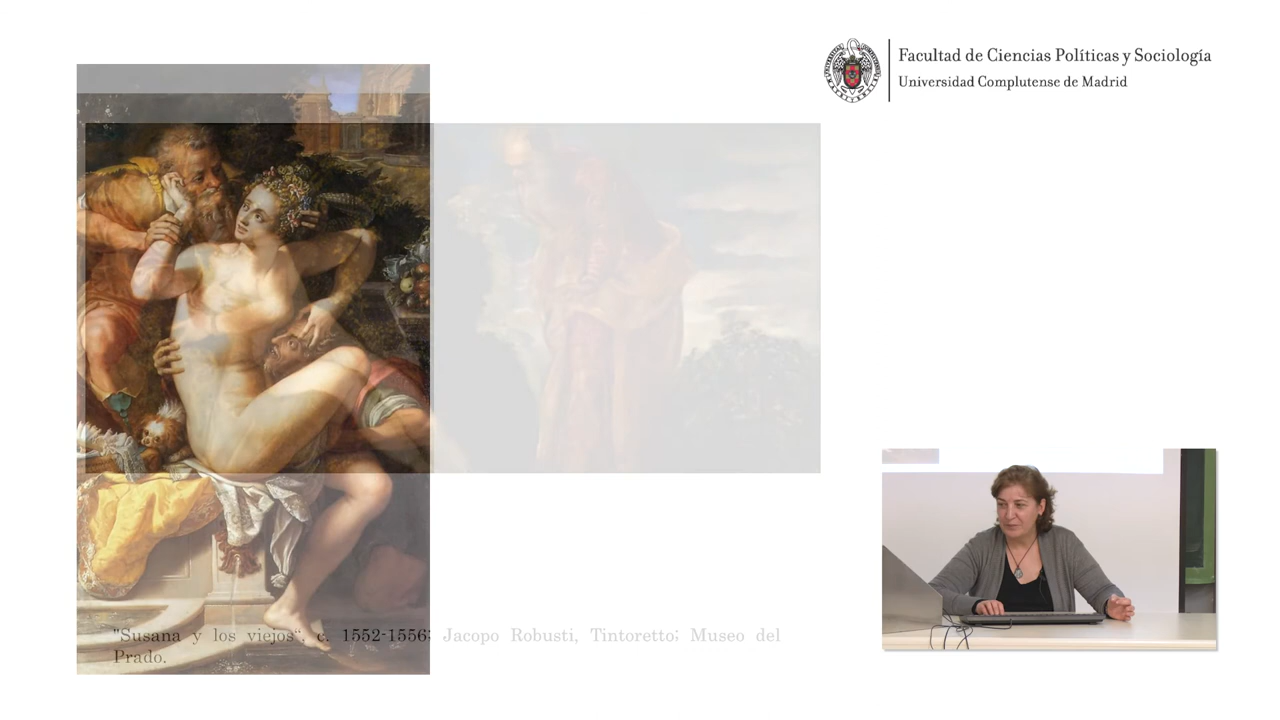 Facultad de Ciencias Políticas y Sociología
Universidad Complutense de Madrid
"Susana y los viejos", c. 1552-1556; Jacopo Robusti, Tintoretto; Museo del
Prado.